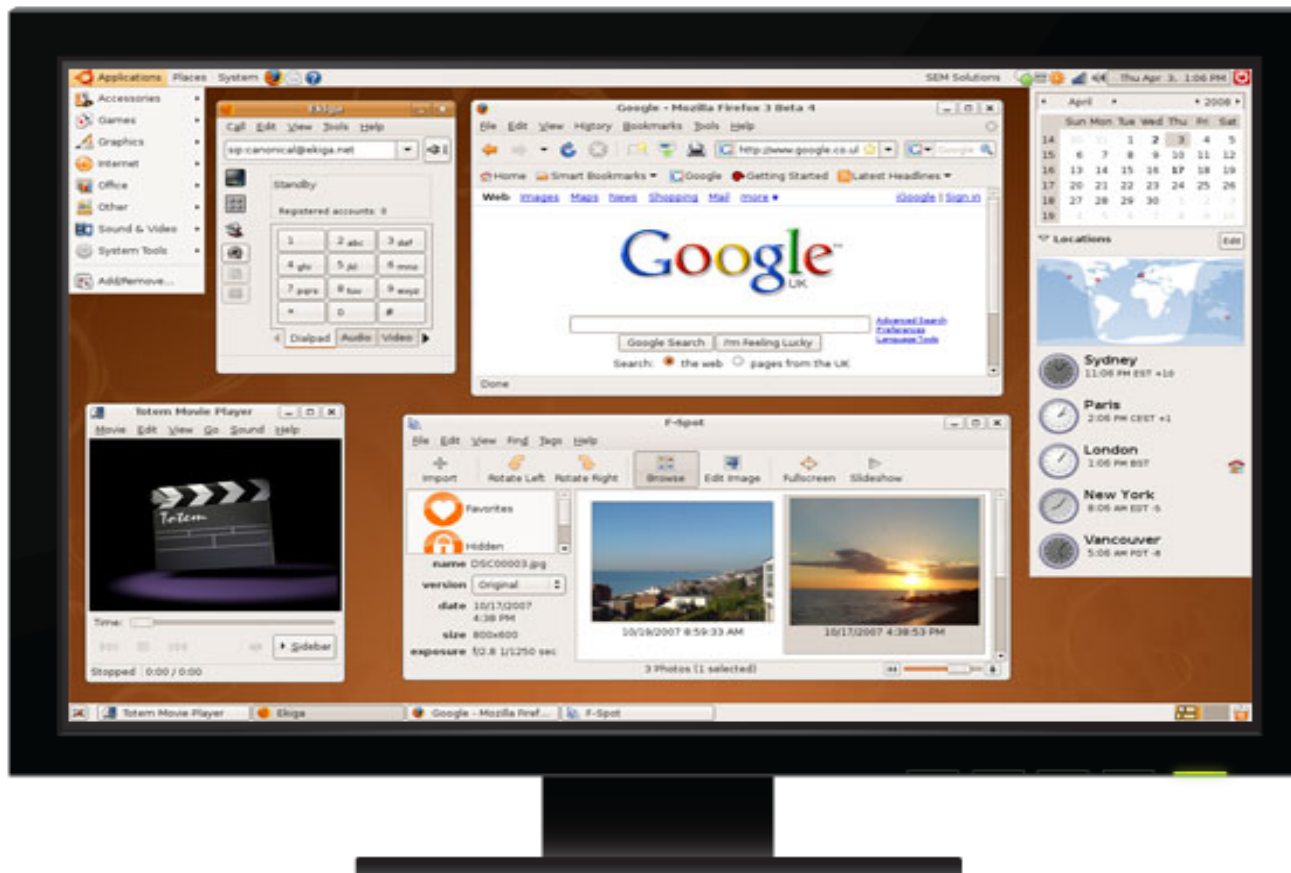 Applications Places System SEM Solutions Thu Apr 3, 1:06 PM
Accessories
Games
Graphics
Internet
Office
Other
Sound & Video
System Tools
Add/Remove...
Ekiga
Call Edit View Tools Help
sip:canonical@ekiga.net
Standby
Registered accounts: 0
1 2 abc 3 def
4 ghi 5 jkl 6 mno
7 pqrs 8 tuv 9 wxyz
* 0 #
Dialpad Audio Video
Google - Mozilla Firefox 3 Beta 4
File Edit View History Bookmarks Tools Help
http://www.google.co.uk Google
Home Smart Bookmarks Google Getting Started Latest Headlines
Web Images Maps News Shopping Mail more iGoogle | Sign in
Google™
UK
Advanced Search
Preferences
Language Tools
Google Search I'm Feeling Lucky
Search: the web pages from the UK
Done
April 2008
Sun Mon Tue Wed Thu Fri Sat
14 30 31 1 2 3 4 5
15 6 7 8 9 10 11 12
16 13 14 15 16 17 18 19
17 20 21 22 23 24 25 26
18 27 28 29 30 1 2 3
19 4 5 6 7 8 9 10
Locations Edit
Sydney
11:06 PM EST +10
Paris
2:06 PM CEST +1
London
1:06 PM BST
New York
8:06 AM EDT -5
Vancouver
5:06 AM PDT -8
Totem Movie Player
Movie Edit View Go Sound Help
Totem
Time:
Sidebar
Stopped 0:00 / 0:00
F-Spot
File Edit View Find Tags Help
Import Rotate Left Rotate Right Browse Edit Image Fullscreen Slideshow
Favorites
Hidden
name DSC00003.jpg
version Original
date 10/17/2007
4:38 PM
size 800x600
exposure f/2.8 1/1250 sec
10/19/2007 8:59:33 AM 10/17/2007 4:38:53 PM
3 Photos (1 selected)
Totem Movie Player Ekiga Google - Mozilla Firef... F-Spot